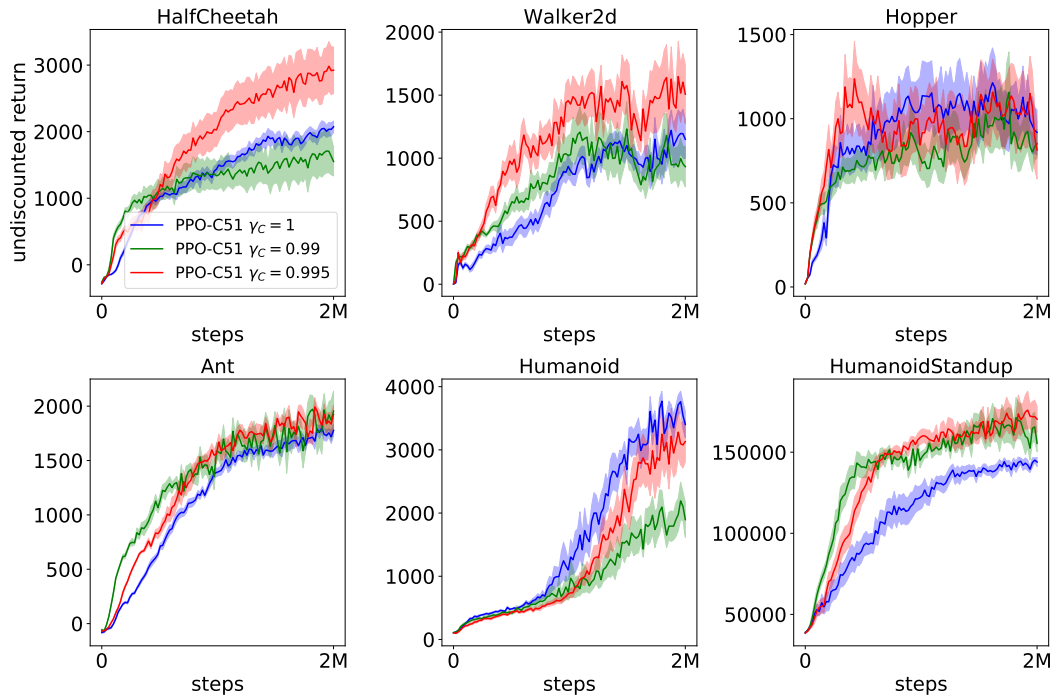 HalfCheetah
Walker2d
Hopper
undiscounted return
3000
2000
1000
0
PPO-C51 γ_C = 1
PPO-C51 γ_C = 0.99
PPO-C51 γ_C = 0.995
0
2M
steps
2000
1500
1000
500
0
0
2M
steps
1500
1000
500
0
0
2M
steps
Ant
Humanoid
HumanoidStandup
2000
1500
1000
500
0
0
2M
steps
4000
3000
2000
1000
0
0
2M
steps
150000
100000
50000
0
2M
steps